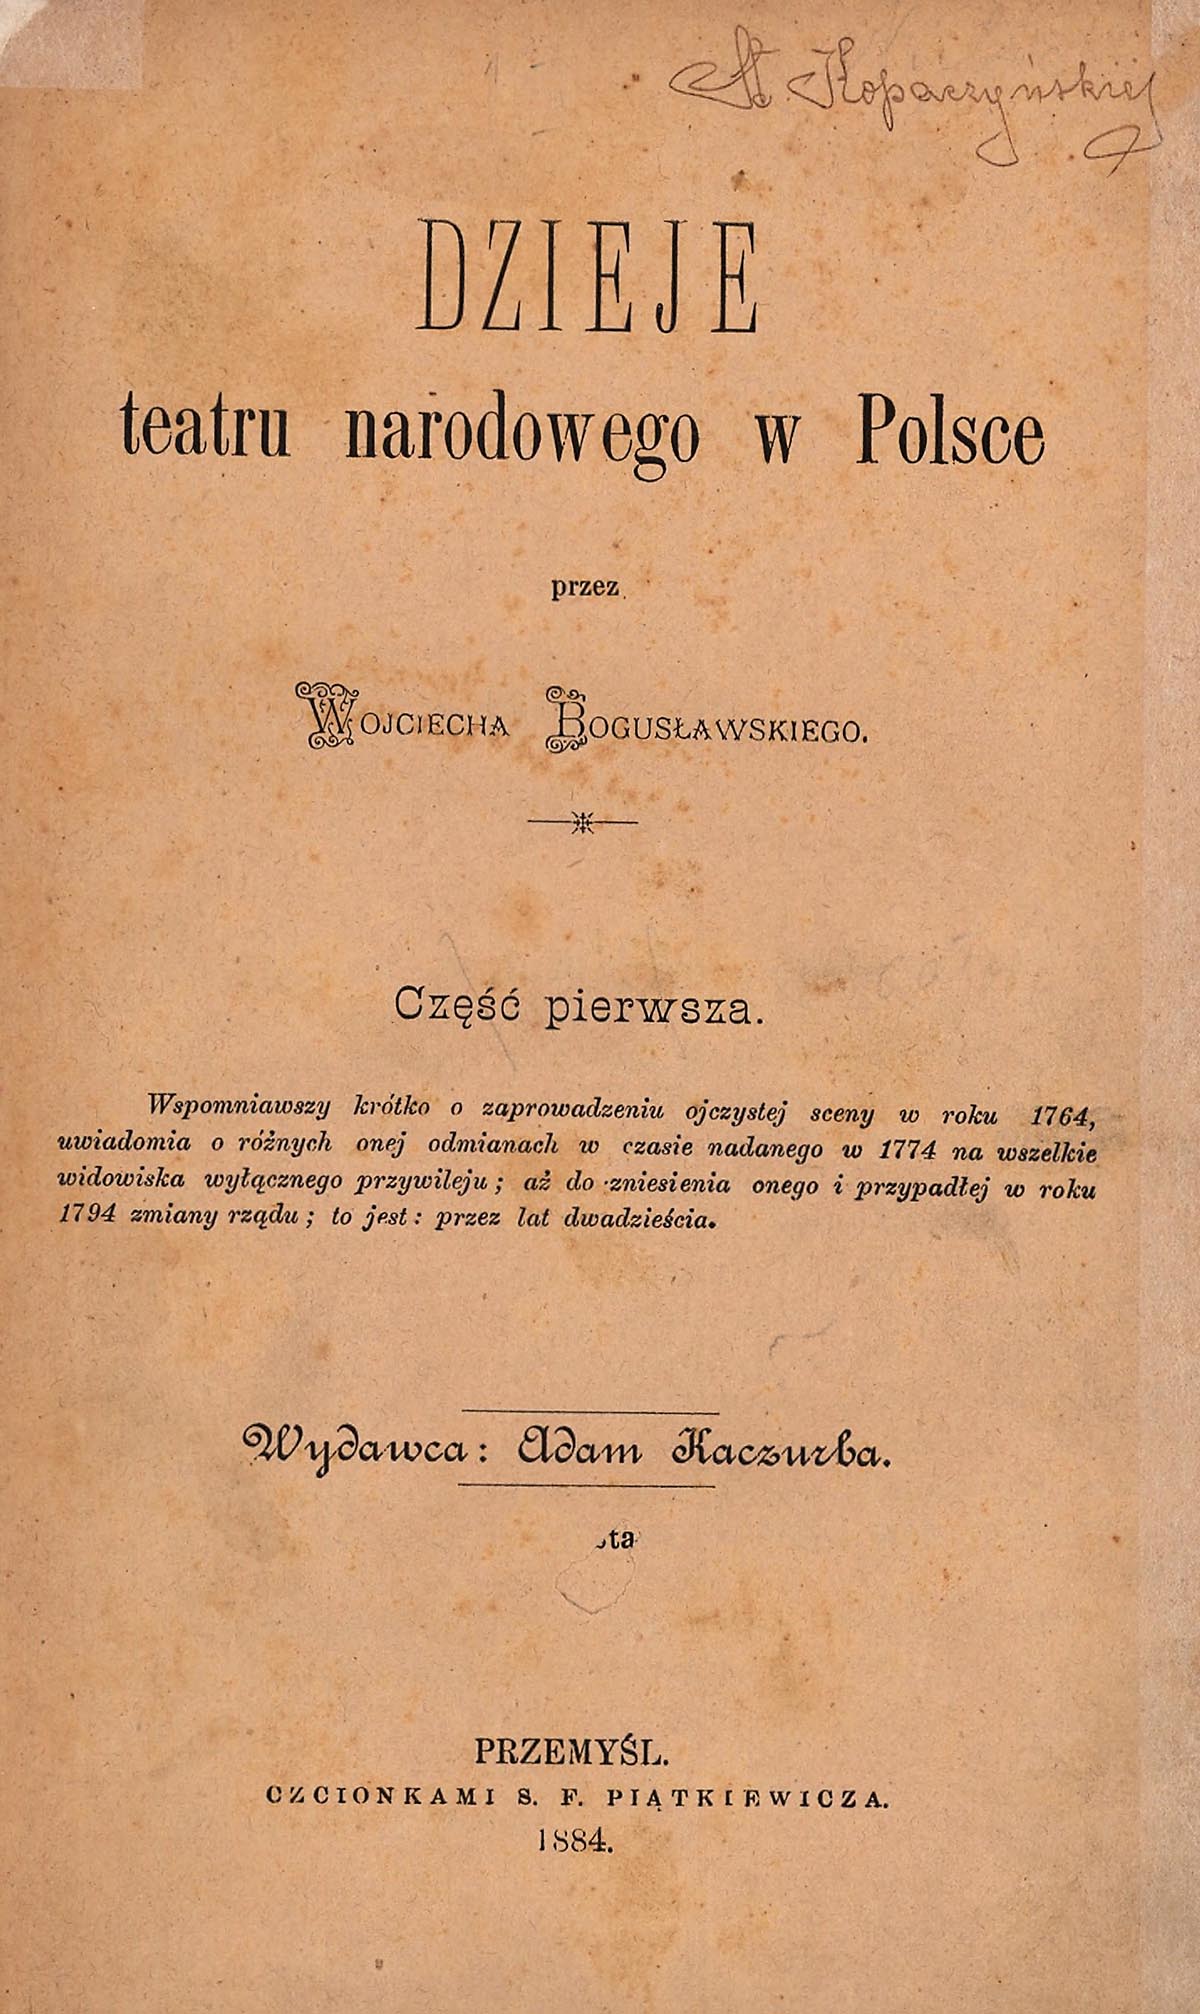 Kopaczyńskiej
DZIEJE
teatru narodowego w Polsce
przez
WOJCIECHA BOGUSŁAWSKIEGO.
Część pierwsza.
Wspomniawszy krótko o zaprowadzeniu ojczystej sceny w roku 1764,
uwiadomia o różnych onej odmianach w czasie nadanego w 1774 na wszelkie
widowiska wyłącznego przywileju; aż do zniesienia onego i przypadłej w roku
1794 zmiany rządu; to jest: przez lat dwadzieścia.
Wydawca: Adam Kaczurba.
ta
PRZEMYŚL.
CZCIONKAMI S. F. PIĄTKIEWICZA.
1884.